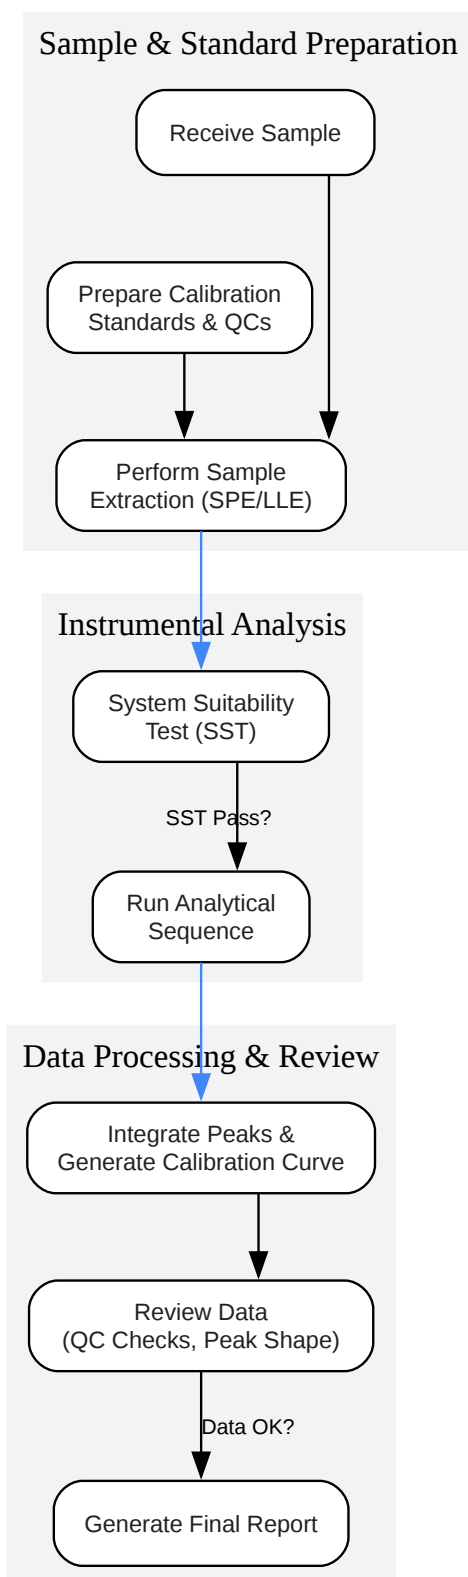 Sample & Standard Preparation
Receive Sample
Prepare Calibration
Standards & QCs
Perform Sample
Extraction (SPE/LLE)
Instrumental Analysis
System Suitability
Test (SST)
SST Pass?
Run Analytical
Sequence
Data Processing & Review
Integrate Peaks &
Generate Calibration Curve
Review Data
(QC Checks, Peak Shape)
Data OK?
Generate Final Report